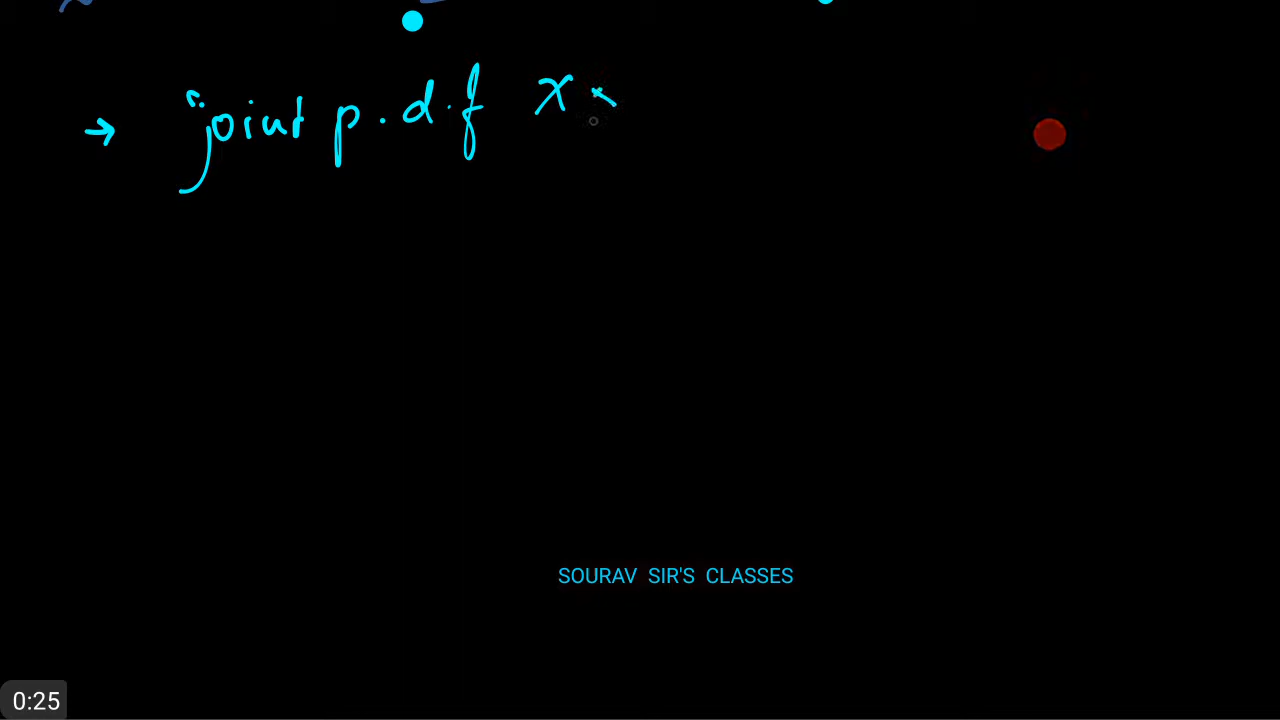 → joint p.d.f X
SOURAV SIR'S CLASSES
0:25